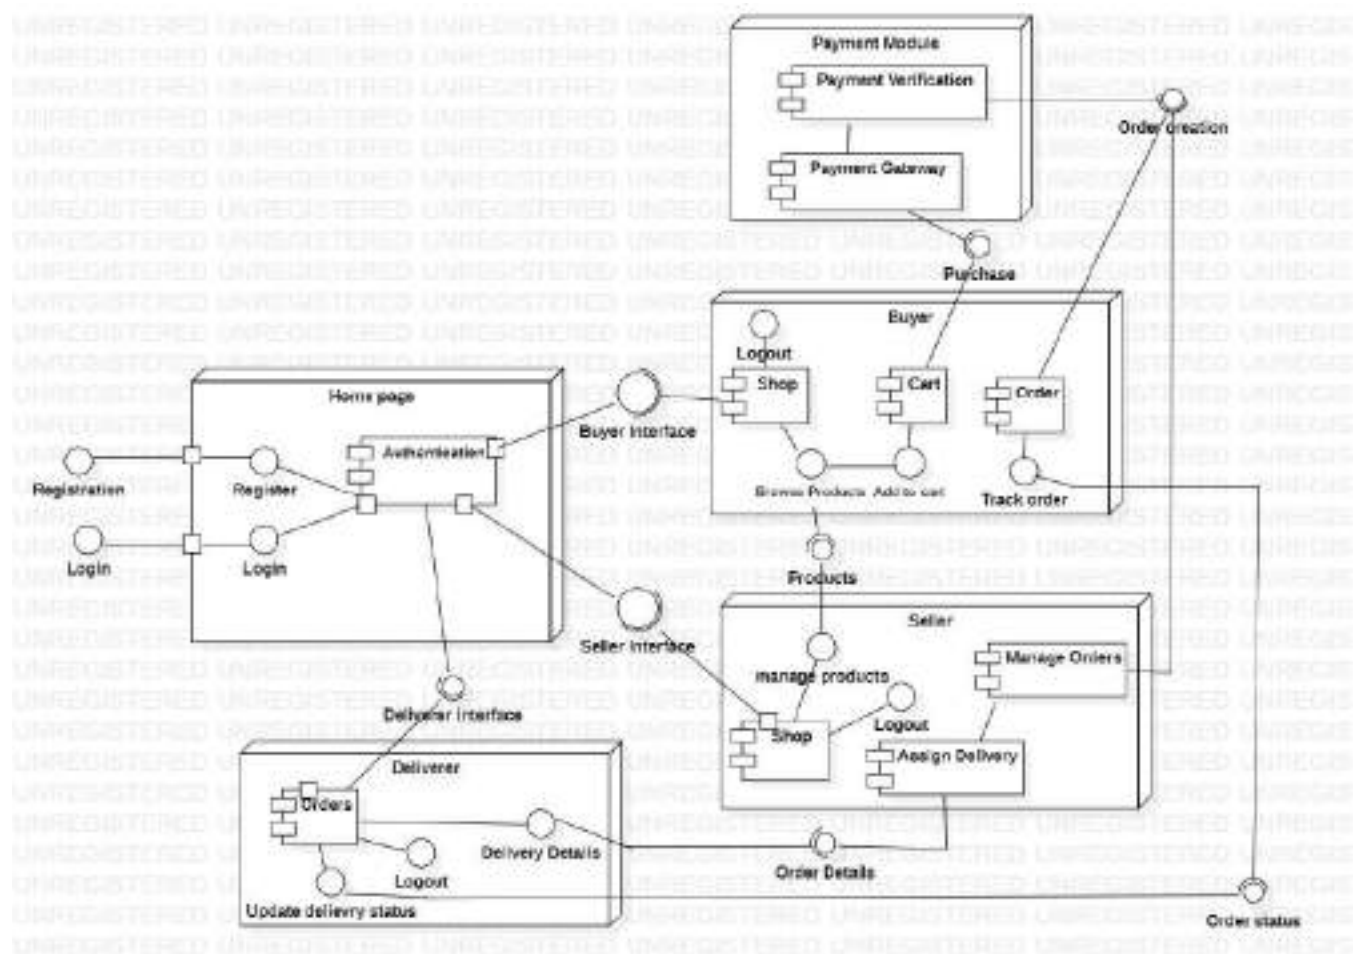 Payment Module
Payment Verification
Order creation
Payment Gateway
Purchase
Buyer
Logout
Shop
Cart
Order
Home page
Buyer Interface
Authentication
Registration
Register
Browse Products
Add to cart
Track order
Login
Login
Products
Seller
Seller Interface
Manage Orders
manage products
Logout
Deliverer Interface
Shop
Assign Delivery
Deliverer
Orders
Delivery Details
Order Details
Logout
Update delievry status
Order status
UNREGISTERED